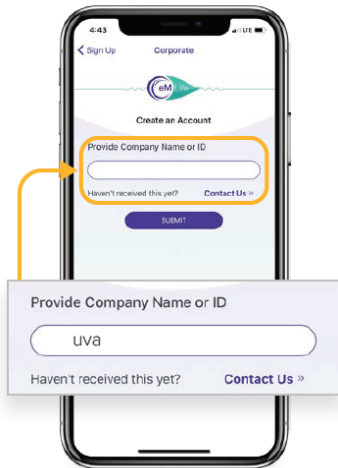 4:43
LTE
Sign Up
Corporate
eM Life
Create an Account
Provide Company Name or ID
Haven't received this yet? Contact Us »
SUBMIT
Provide Company Name or ID
uva
Haven't received this yet? Contact Us »